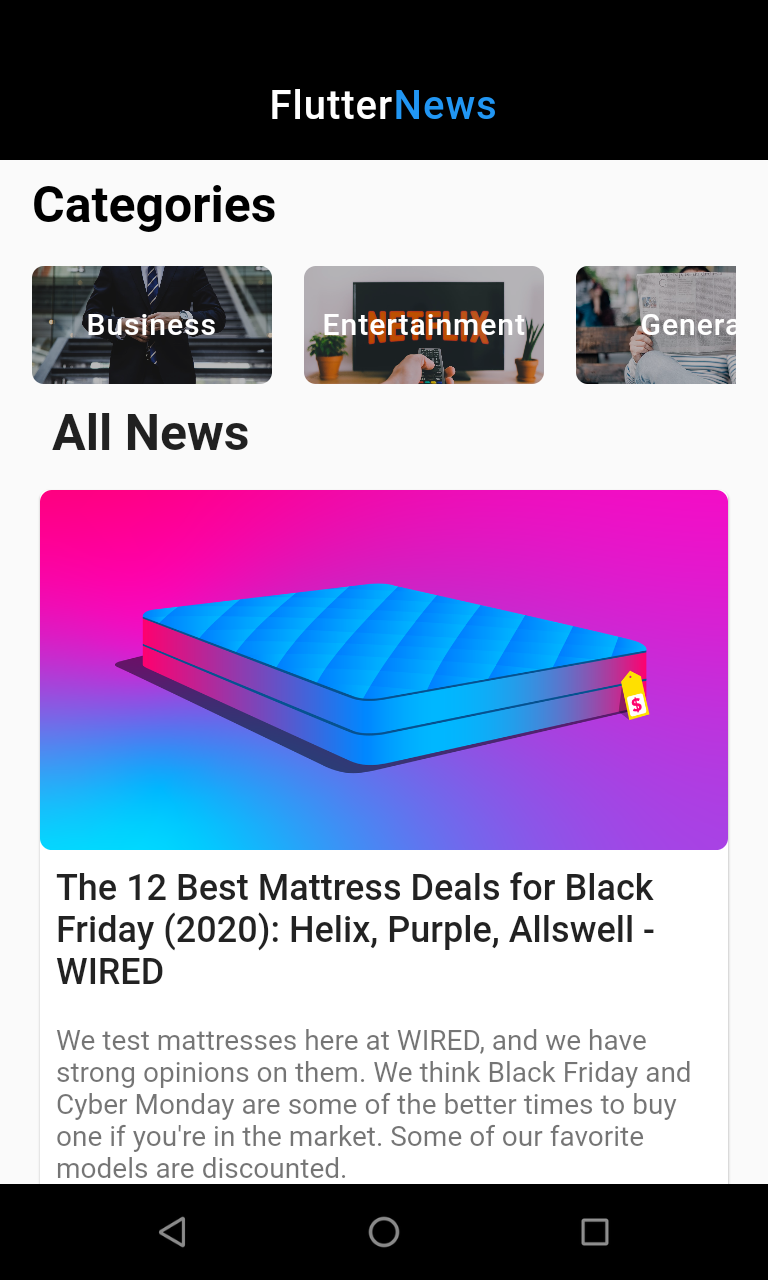 FlutterNews
Categories
Business
Entertainment
NETFLIX
Genera
All News
$
The 12 Best Mattress Deals for Black
Friday (2020): Helix, Purple, Allswell -
WIRED
We test mattresses here at WIRED, and we have
strong opinions on them. We think Black Friday and
Cyber Monday are some of the better times to buy
one if you're in the market. Some of our favorite
models are discounted.